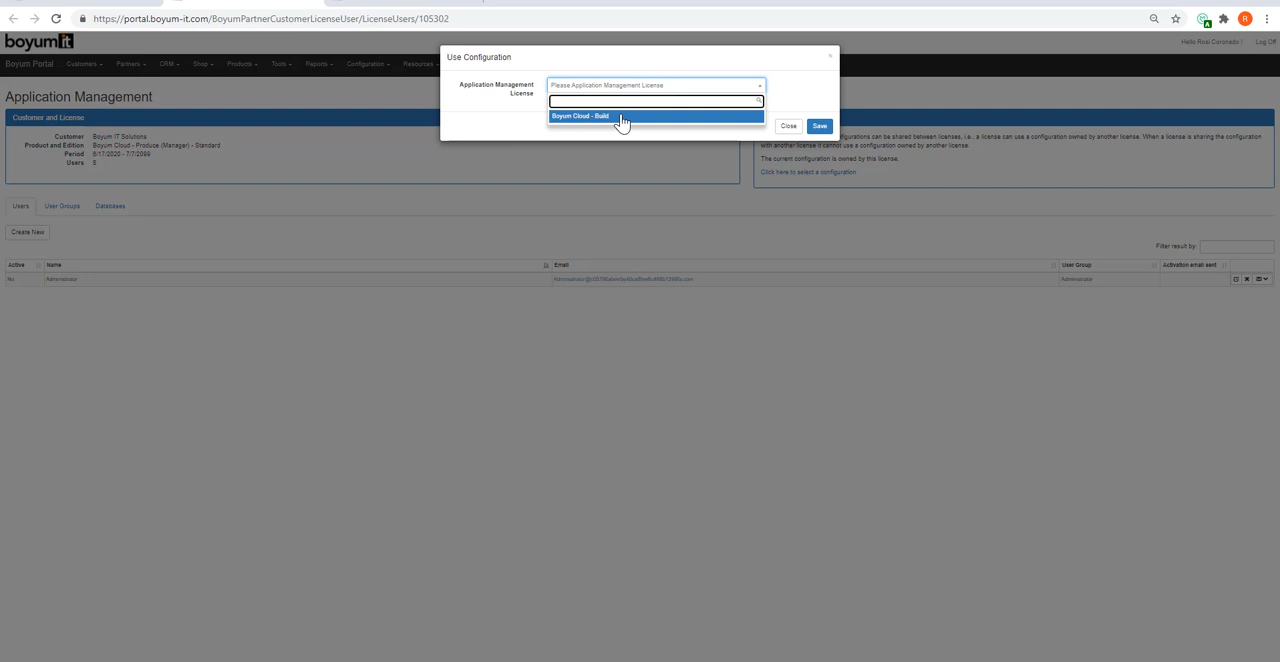 https://portal.boyum-it.com/BoyumPartnerCustomerLicenseUser/LicenseUsers/105302
R
boyum it
Hello Rosi Coronado !
Log Off
Boyum Portal
Customers
Partners
CRM
Shop
Products
Tools
Reports
Configuration
Resources
Use Configuration
×
Application Management
License
Please Application Management License
Boyum Cloud - Build
Close
Save
Application Management
Customer and License
Customer Boyum IT Solutions
Product and Edition Boyum Cloud - Produce (Manager) - Standard
Period 6/17/2020 - 7/7/2099
Users 5
configurations can be shared between licenses, i.e., a license can use a configuration owned by another license. When a license is sharing the configuration
with another license it cannot use a configuration owned by another license.
The current configuration is owned by this license.
Click here to select a configuration
Users
User Groups
Databases
Create New
Filter result by:
Active
Name
Email
User Group
Activation email sent
No
Administrator
Administrator